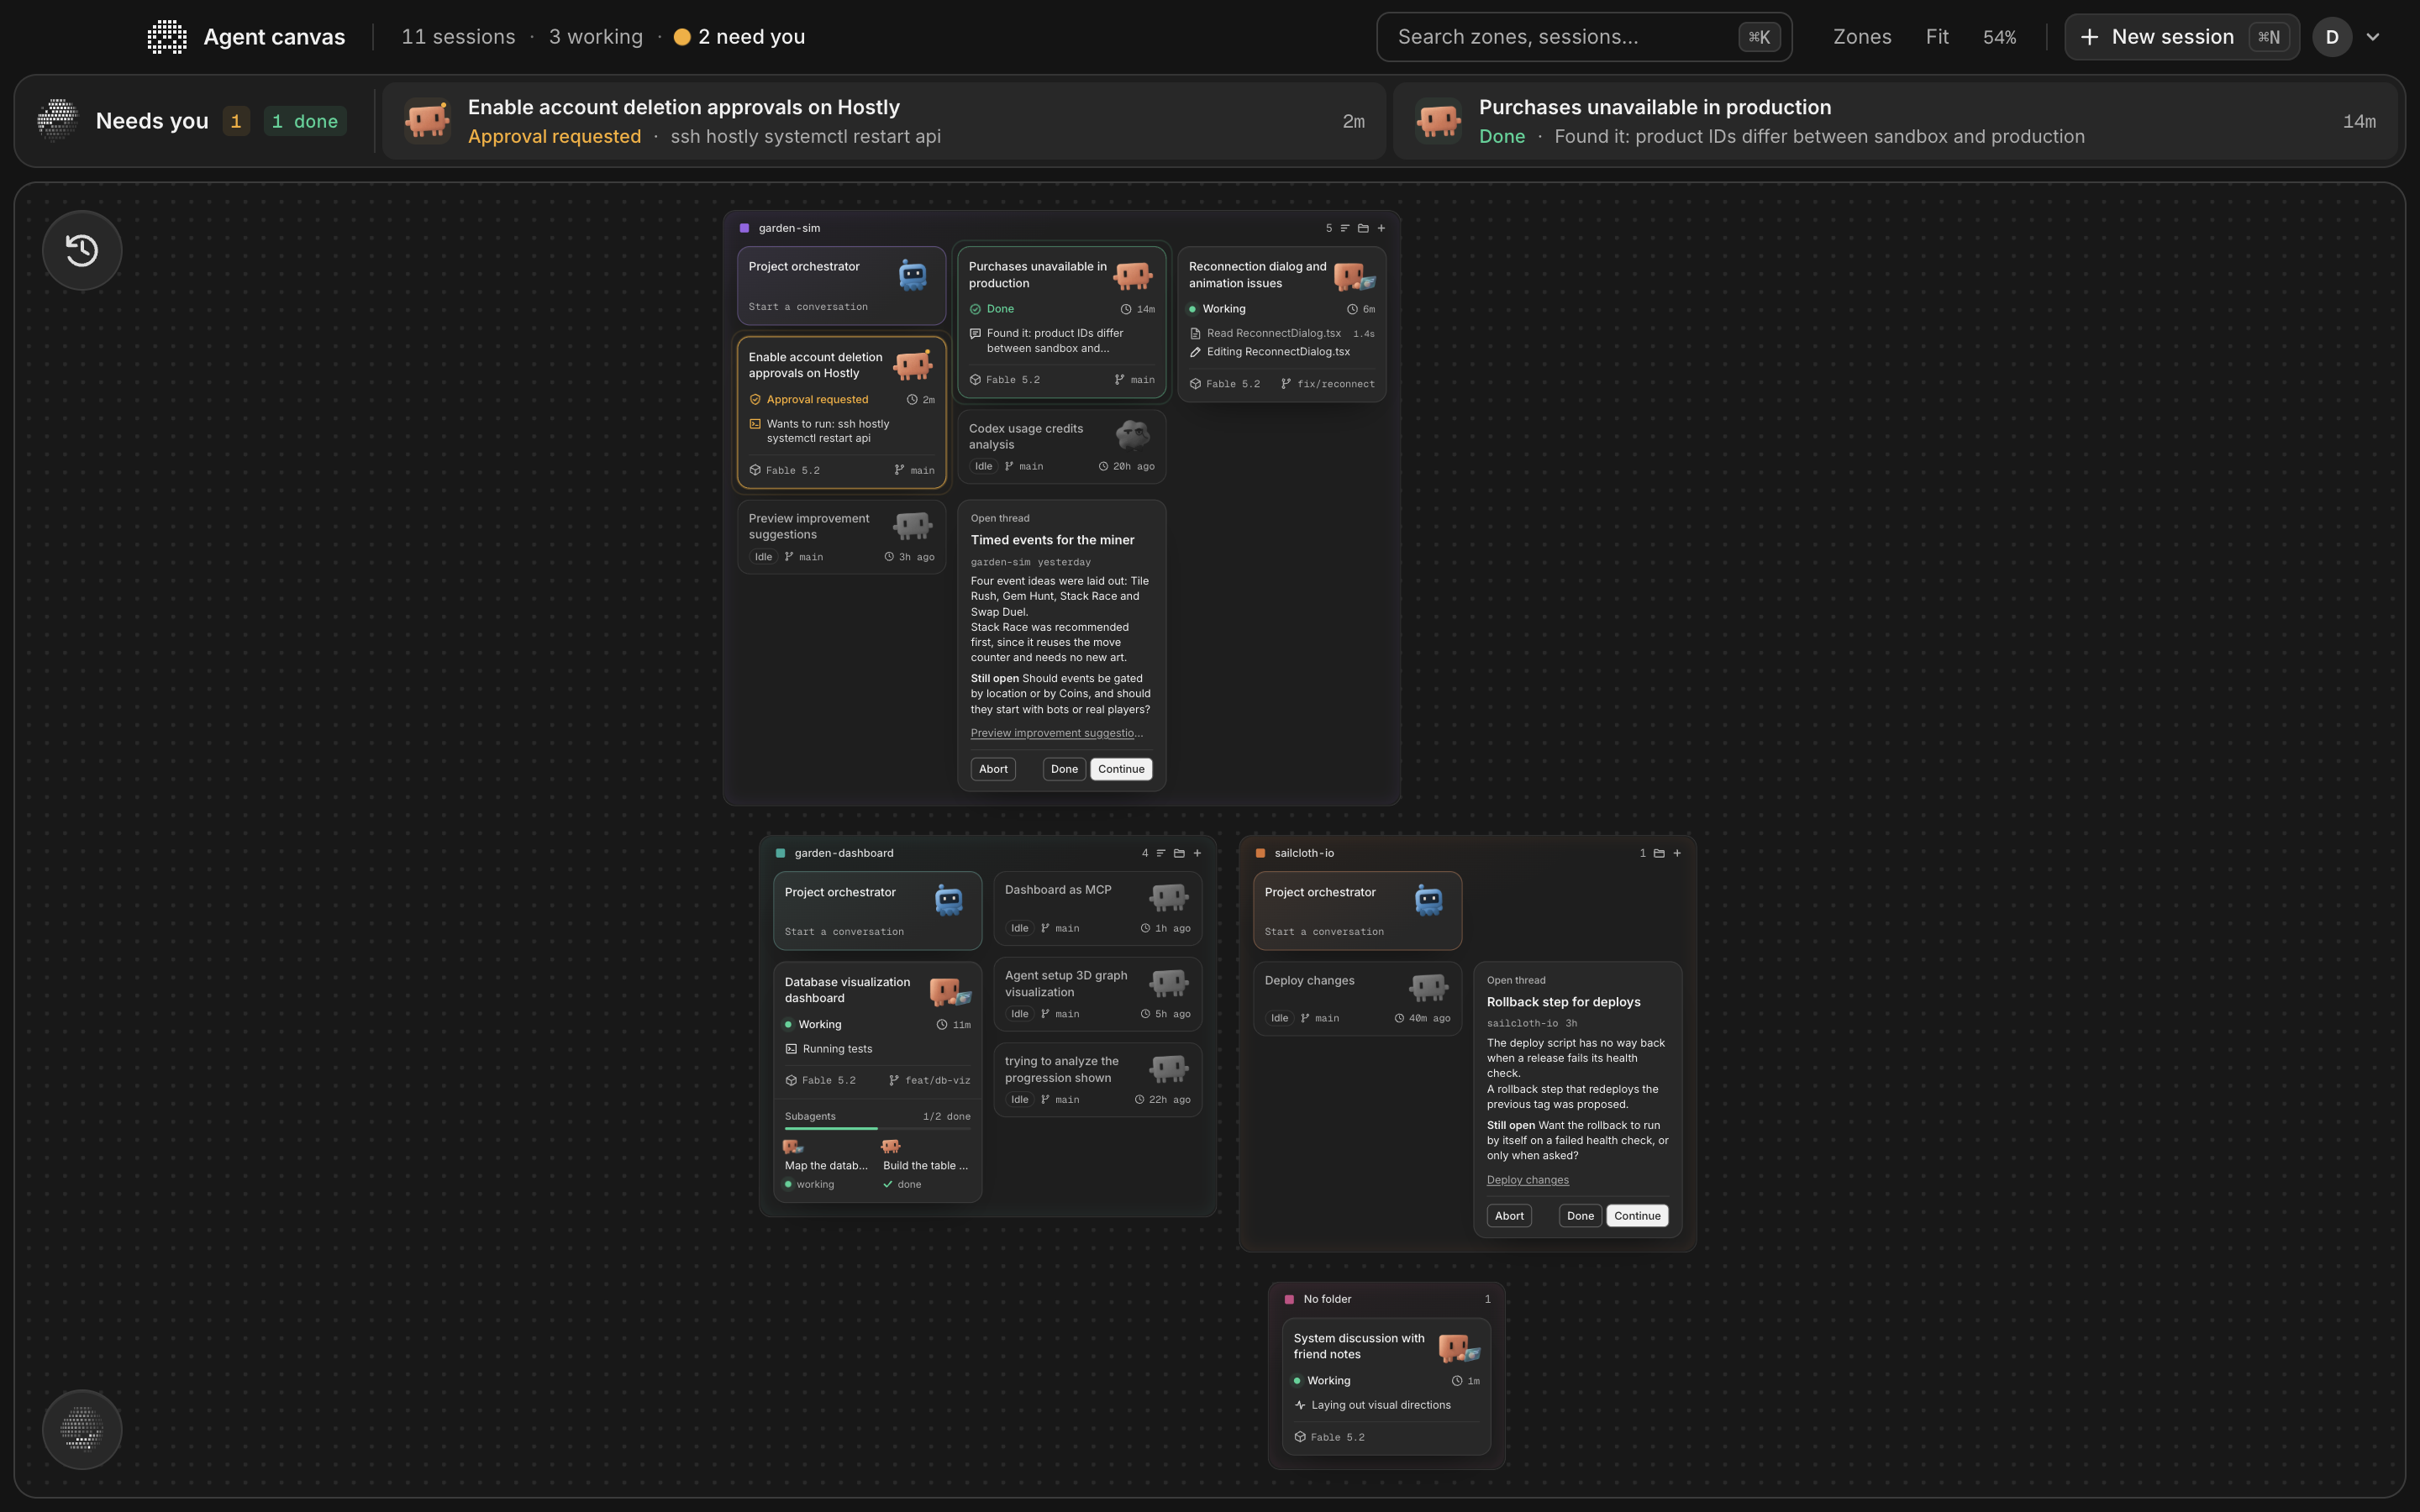 Agent canvas
11 sessions · 3 working · 2 need you
Search zones, sessions... ⌘K
Zones
Fit
54%
+ New session ⌘N
D
Needs you 1 1 done
Enable account deletion approvals on Hostly
Approval requested · ssh hostly systemctl restart api
2m
Purchases unavailable in production
Done · Found it: product IDs differ between sandbox and production
14m
garden-sim
5
Project orchestrator
Start a conversation
Enable account deletion
approvals on Hostly
Approval requested 2m
Wants to run: ssh hostly
systemctl restart api
Fable 5.2 main
Preview improvement
suggestions
Idle main 3h ago
Purchases unavailable in
production
Done 14m
Found it: product IDs differ
between sandbox and...
Fable 5.2 main
Codex usage credits
analysis
Idle main 20h ago
Open thread
Timed events for the miner
garden-sim yesterday
Four event ideas were laid out: Tile
Rush, Gem Hunt, Stack Race and
Swap Duel.
Stack Race was recommended
first, since it reuses the move
counter and needs no new art.
Still open Should events be gated
by location or by Coins, and should
they start with bots or real players?
Preview improvement suggestio...
Abort Done Continue
Reconnection dialog and
animation issues
Working 6m
Read ReconnectDialog.tsx 1.4s
Editing ReconnectDialog.tsx
Fable 5.2 fix/reconnect
garden-dashboard
4
Project orchestrator
Start a conversation
Database visualization
dashboard
Working 11m
Running tests
Fable 5.2 feat/db-viz
Subagents 1/2 done
Map the datab... Build the table ...
working done
Dashboard as MCP
Idle main 1h ago
Agent setup 3D graph
visualization
Idle main 5h ago
trying to analyze the
progression shown
Idle main 22h ago
sailcloth-io
1
Project orchestrator
Start a conversation
Deploy changes
Idle main 40m ago
Open thread
Rollback step for deploys
sailcloth-io 3h
The deploy script has no way back
when a release fails its health
check.
A rollback step that redeploys the
previous tag was proposed.
Still open Want the rollback to run
by itself on a failed health check, or
only when asked?
Deploy changes
Abort Done Continue
No folder
1
System discussion with
friend notes
Working 1m
Laying out visual directions
Fable 5.2